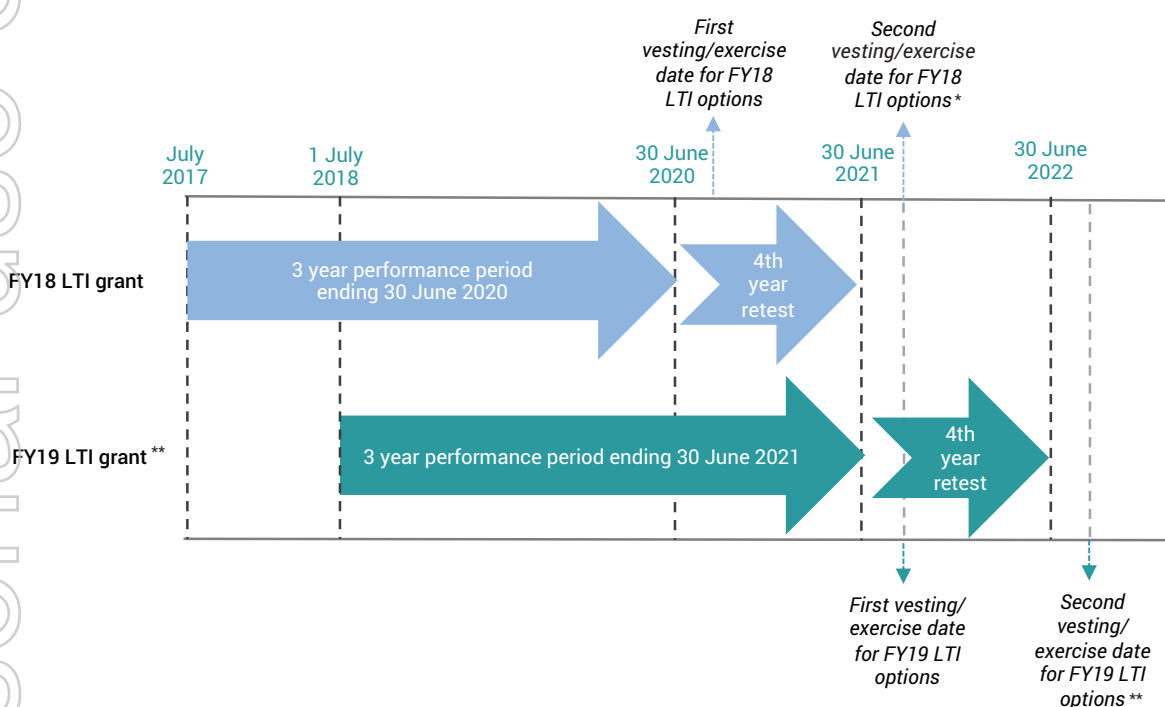 First
vesting/exercise
date for FY18
LTI options
Second
vesting/exercise
date for FY18
LTI options *
July
2017
1 July
2018
30 June
2020
30 June
2021
30 June
2022
FY18 LTI grant
3 year performance period
ending 30 June 2020
4th
year
retest
FY19 LTI grant **
3 year performance period ending 30 June 2021
4th
year
retest
First vesting/
exercise date
for FY19 LTI
options
Second
vesting/
exercise date
for FY19 LTI
options **